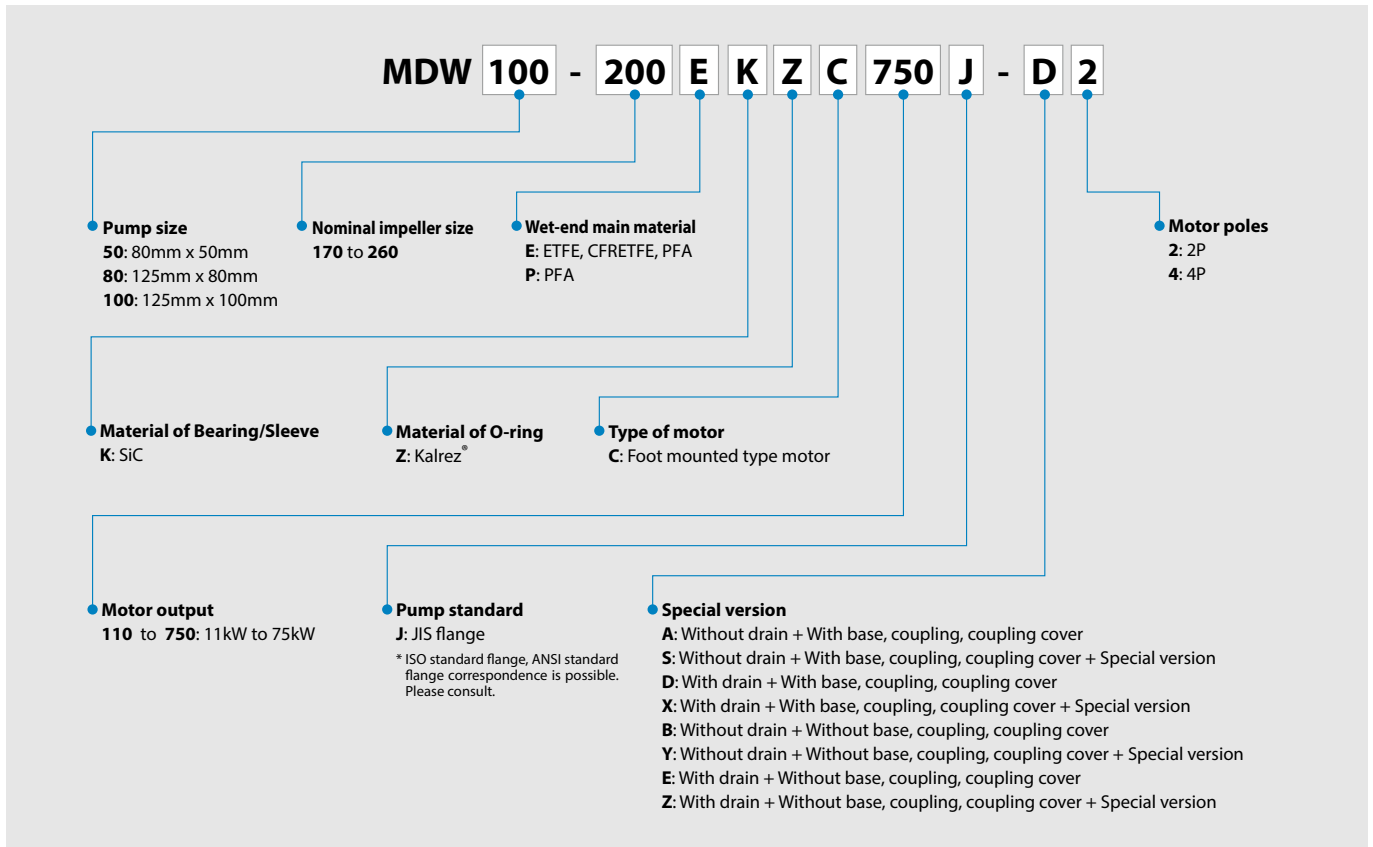 MDW 100 - 200 E K Z C 750 J - D 2
Pump size
50: 80mm x 50mm
80: 125mm x 80mm
100: 125mm x 100mm
Nominal impeller size
170 to 260
Wet-end main material
E: ETFE, CFRETFE, PFA
P: PFA
Motor poles
2: 2P
4: 4P
Material of Bearing/Sleeve
K: SiC
Material of O-ring
Z: Kalrez®
Type of motor
C: Foot mounted type motor
Motor output
110 to 750: 11kW to 75kW
Pump standard
J: JIS flange
* ISO standard flange, ANSI standard
flange correspondence is possible.
Please consult.
Special version
A: Without drain + With base, coupling, coupling cover
S: Without drain + With base, coupling, coupling cover + Special version
D: With drain + With base, coupling, coupling cover
X: With drain + With base, coupling, coupling cover + Special version
B: Without drain + Without base, coupling, coupling cover
Y: Without drain + Without base, coupling, coupling cover + Special version
E: With drain + Without base, coupling, coupling cover
Z: With drain + Without base, coupling, coupling cover + Special version